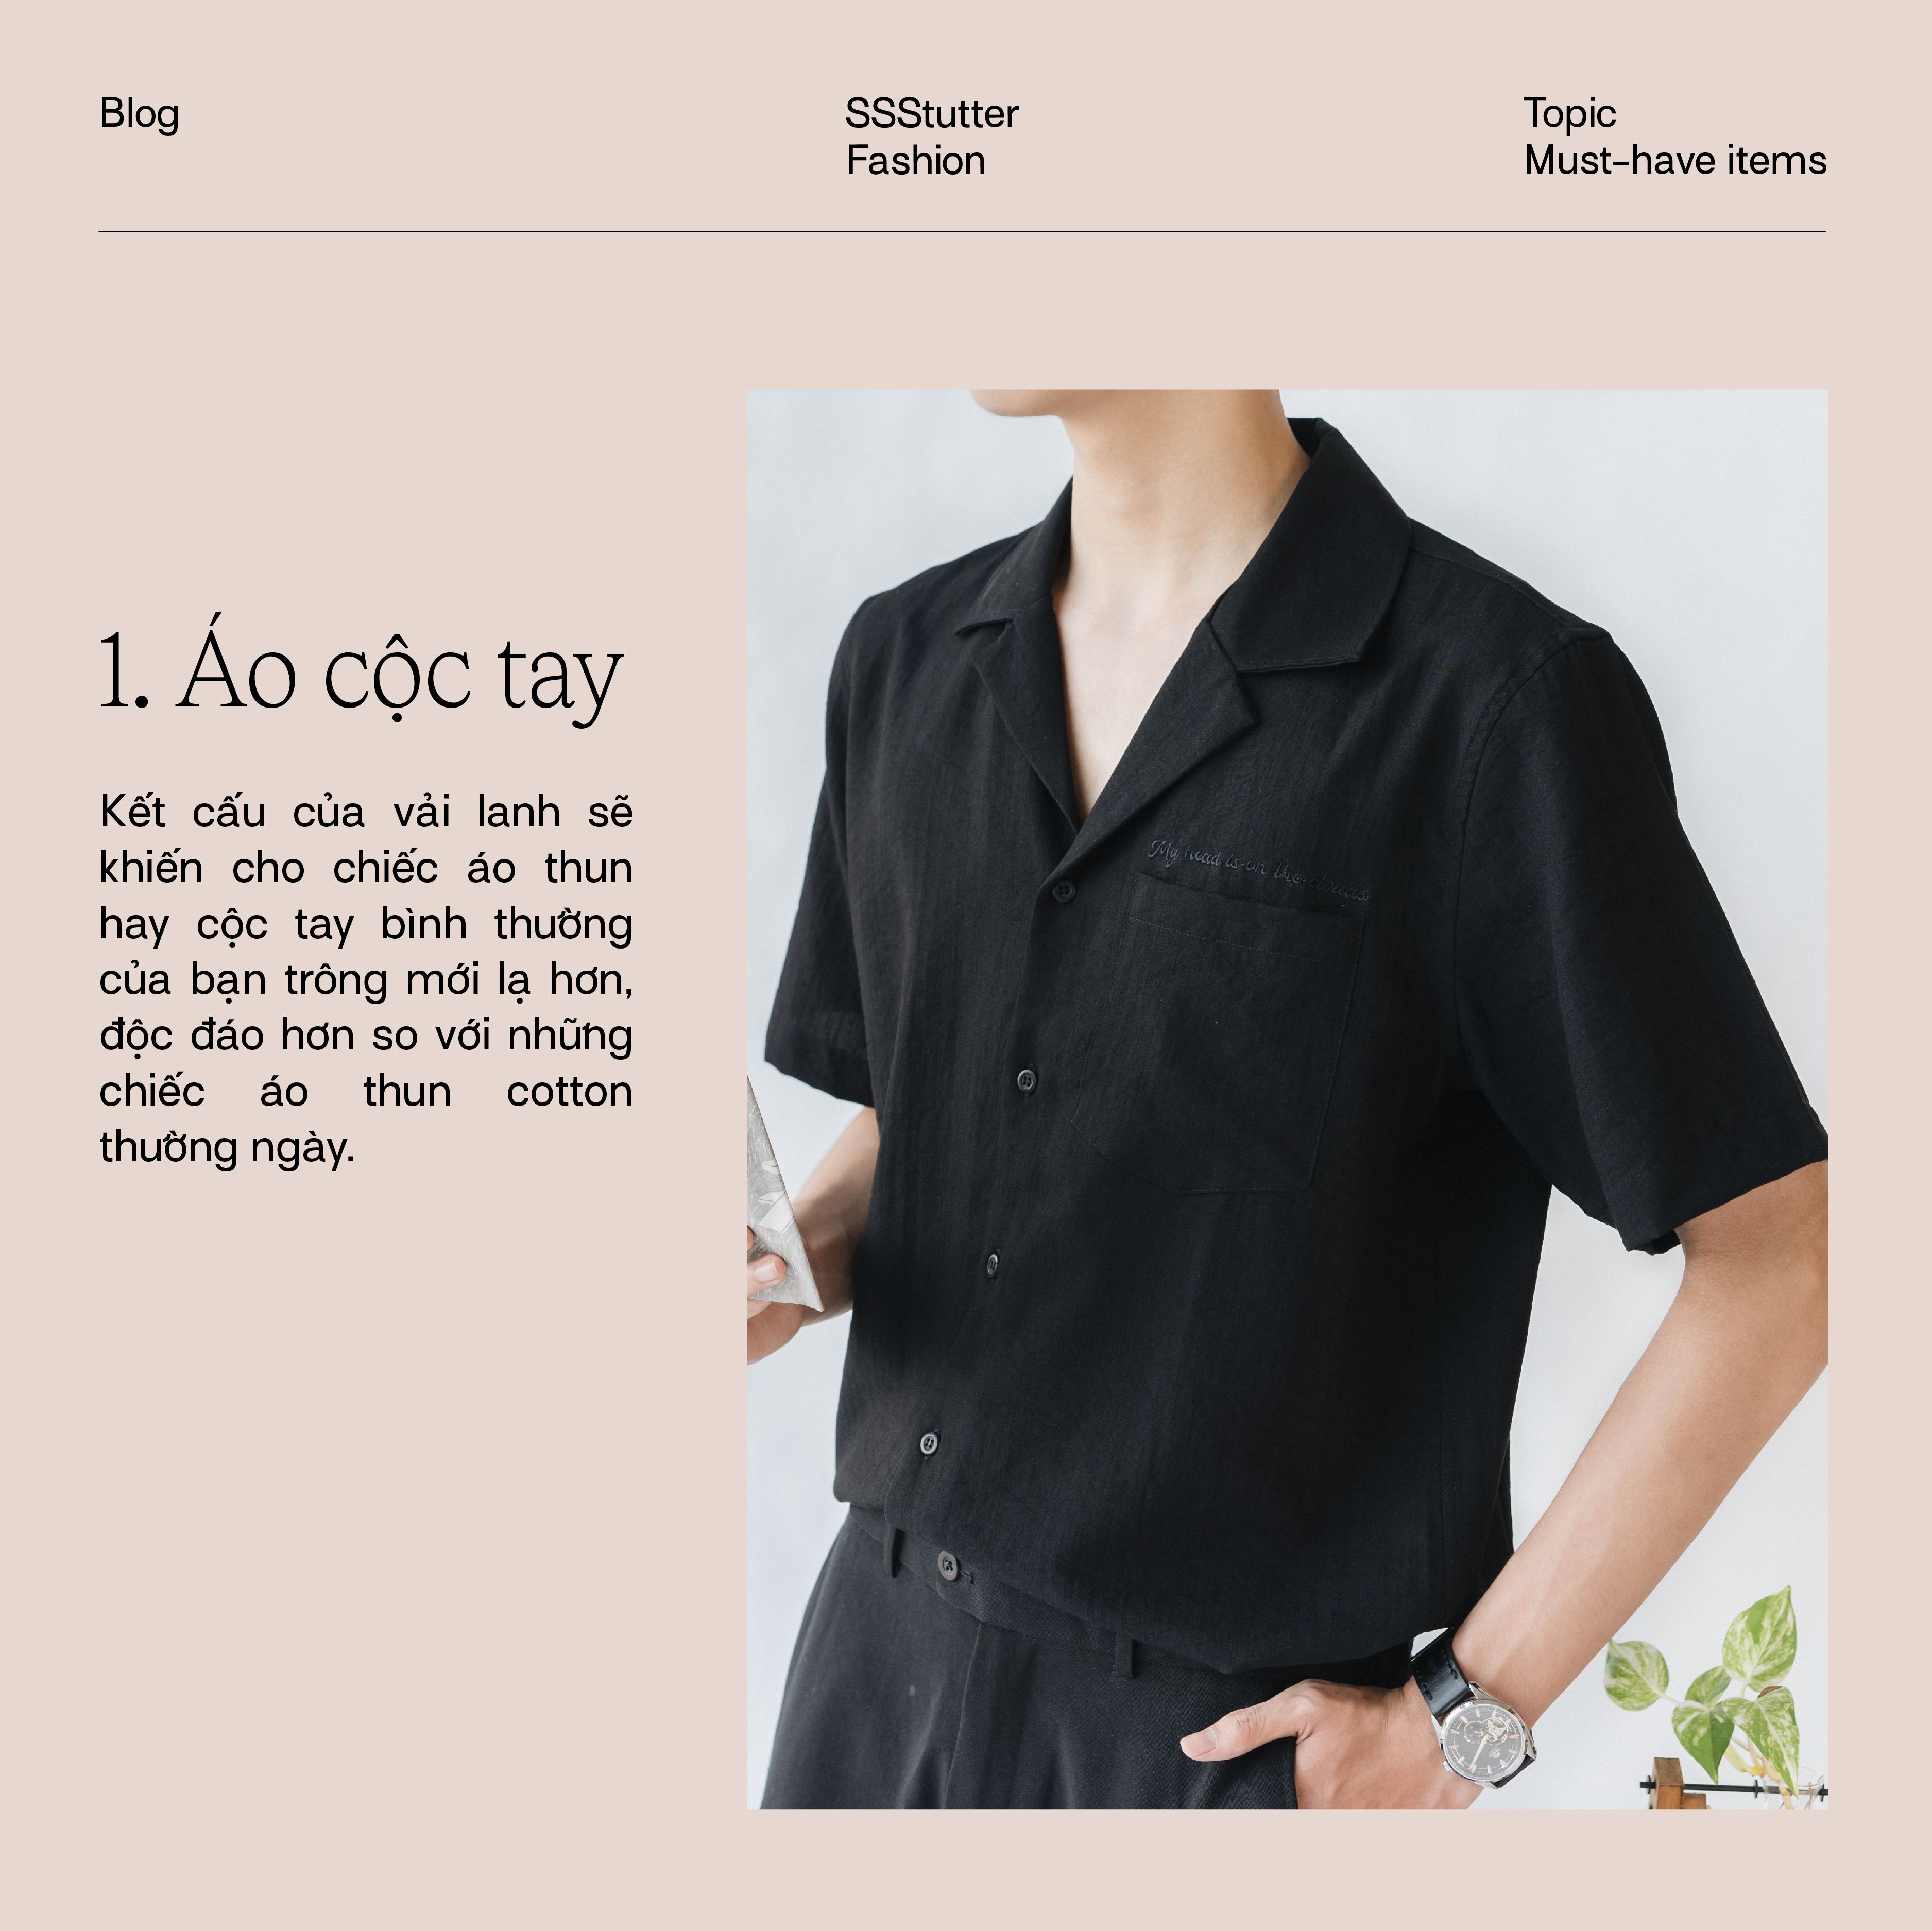 Blog
SSStutter
Fashion
Topic
Must-have items
1. Áo cộc tay
Kết cấu của vải lanh sẽ
khiến cho chiếc áo thun
hay cộc tay bình thường
của bạn trông mới lạ hơn,
độc đáo hơn so với những
chiếc áo thun cotton
thường ngày.
My head is on the clouds